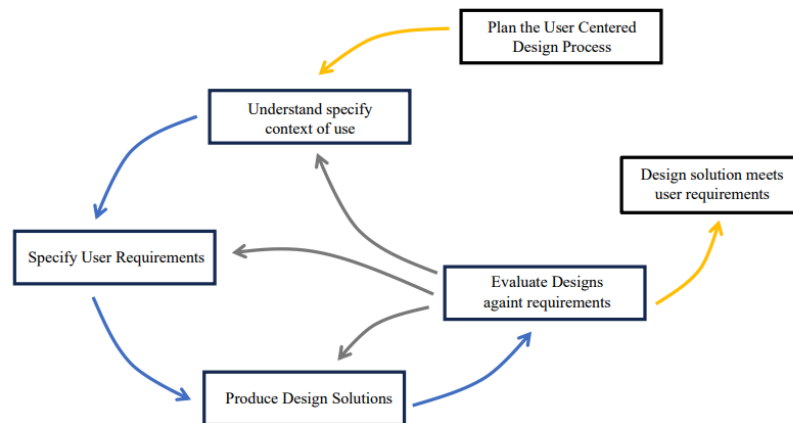 Plan the User Centered
Design Process
Understand specify
context of use
Design solution meets
user requirements
Specify User Requirements
Evaluate Designs
againt requirements
Produce Design Solutions